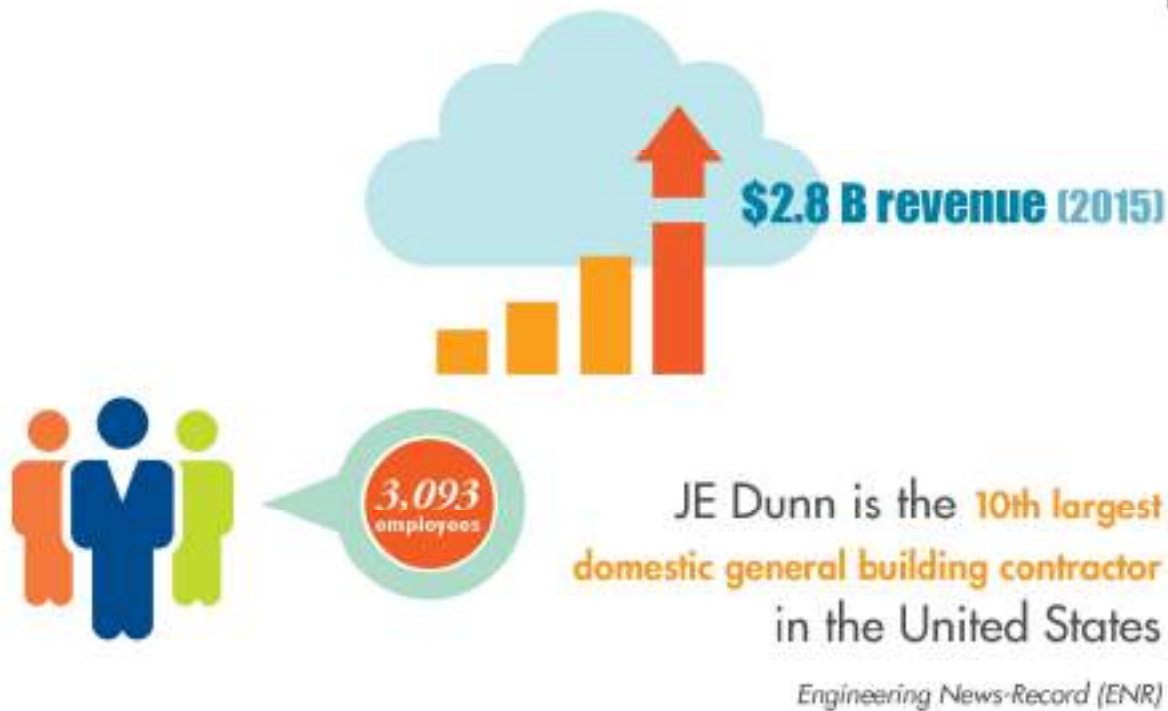 $2.8 B revenue (2015)
3,093
employees
JE Dunn is the 10th largest
domestic general building contractor
in the United States
Engineering News-Record (ENR)